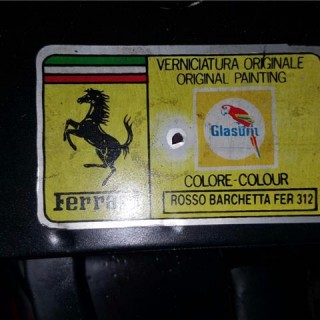 VERNICIATURA ORIGINALE
ORIGINAL PAINTING
Glasurit
COLORE-COLOUR
Ferrari
ROSSO BARCHETTA FER 312